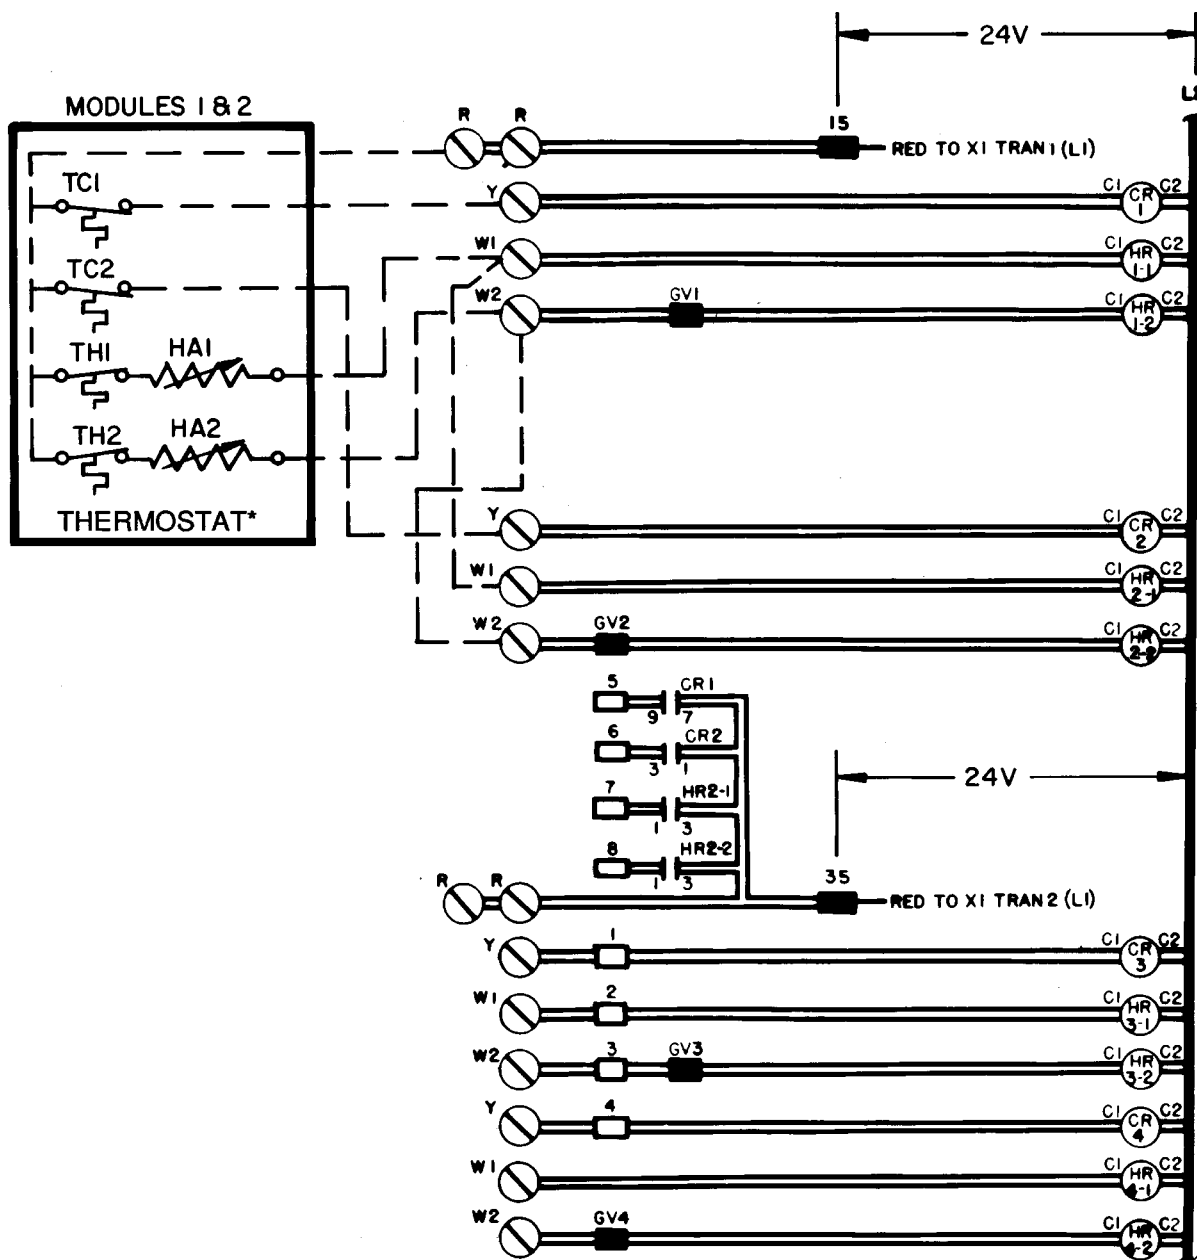 24V
L2
MODULES 1 & 2
R R 15 RED TO X1 TRAN 1 (L1)
TC1 Y C1 CR 1 C2
W1 C1 HR 1-1 C2
TC2 W2 GV1 C1 HR 1-2 C2
TH1 HA1
TH2 HA2
THERMOSTAT*
Y C1 CR 2 C2
W1 C1 HR 2-1 C2
W2 GV2 C1 HR 2-2 C2
5 9 7 CR1
6 3 1 CR2
24V
7 1 3 HR2-1
8 1 3 HR2-2
R R 35 RED TO X1 TRAN 2 (L1)
Y 1 C1 CR 3 C2
W1 2 C1 HR 3-1 C2
W2 3 GV3 C1 HR 3-2 C2
Y 4 C1 CR 4 C2
W1 C1 HR 4-1 C2
W2 GV4 C1 HR 4-2 C2